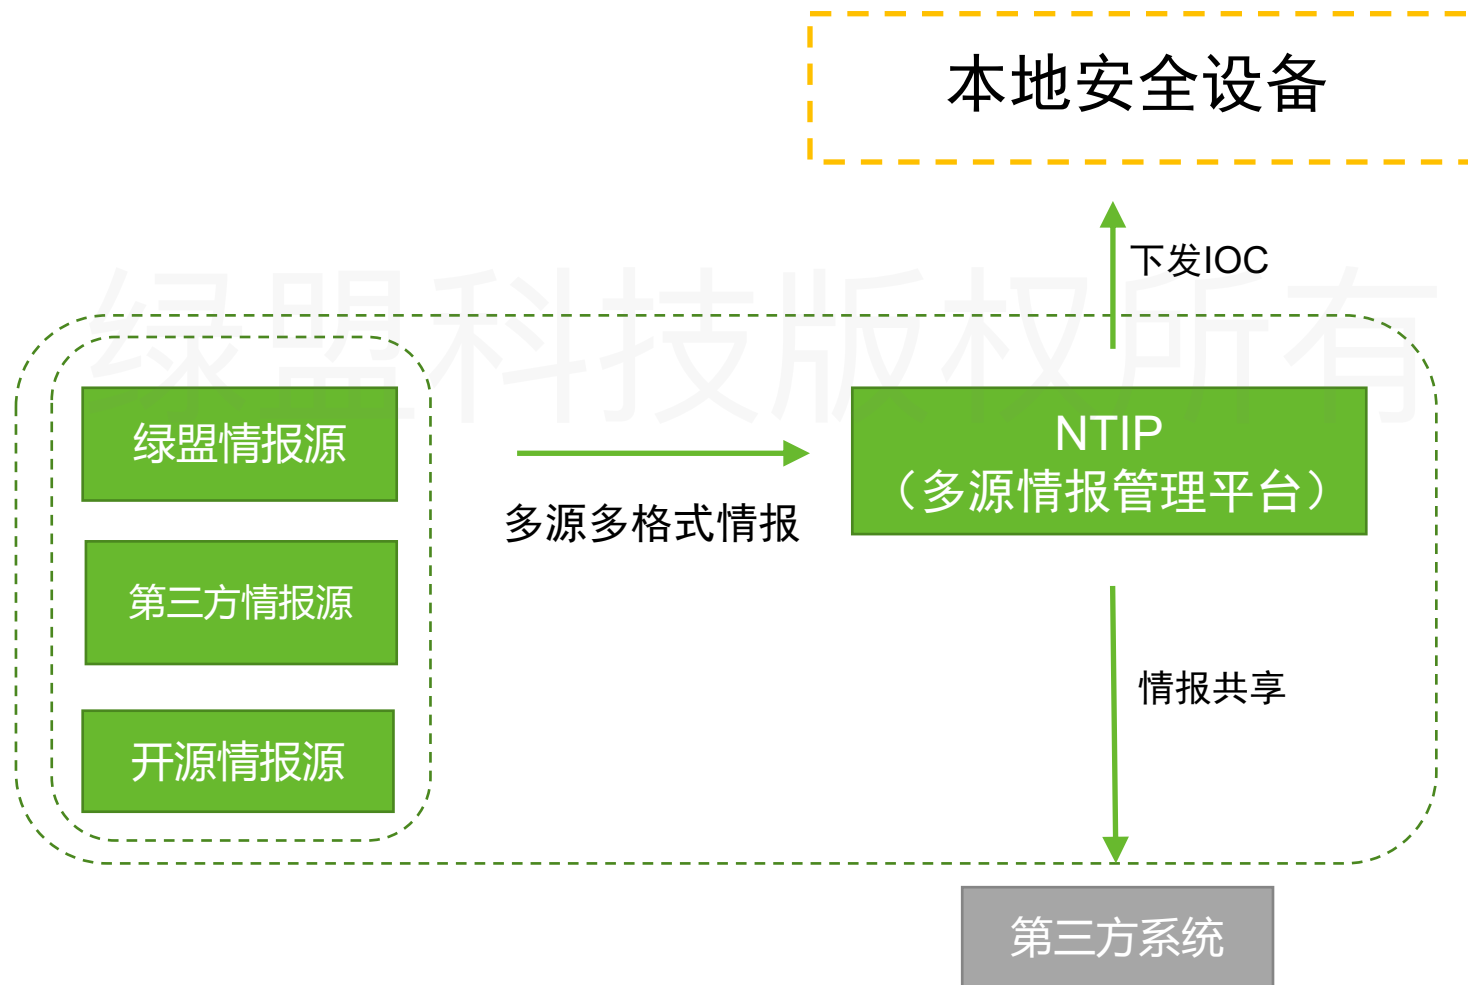 本地安全设备
下发IOC
绿盟科技版权所有
绿盟情报源
NTIP
（多源情报管理平台）
多源多格式情报
第三方情报源
情报共享
开源情报源
第三方系统